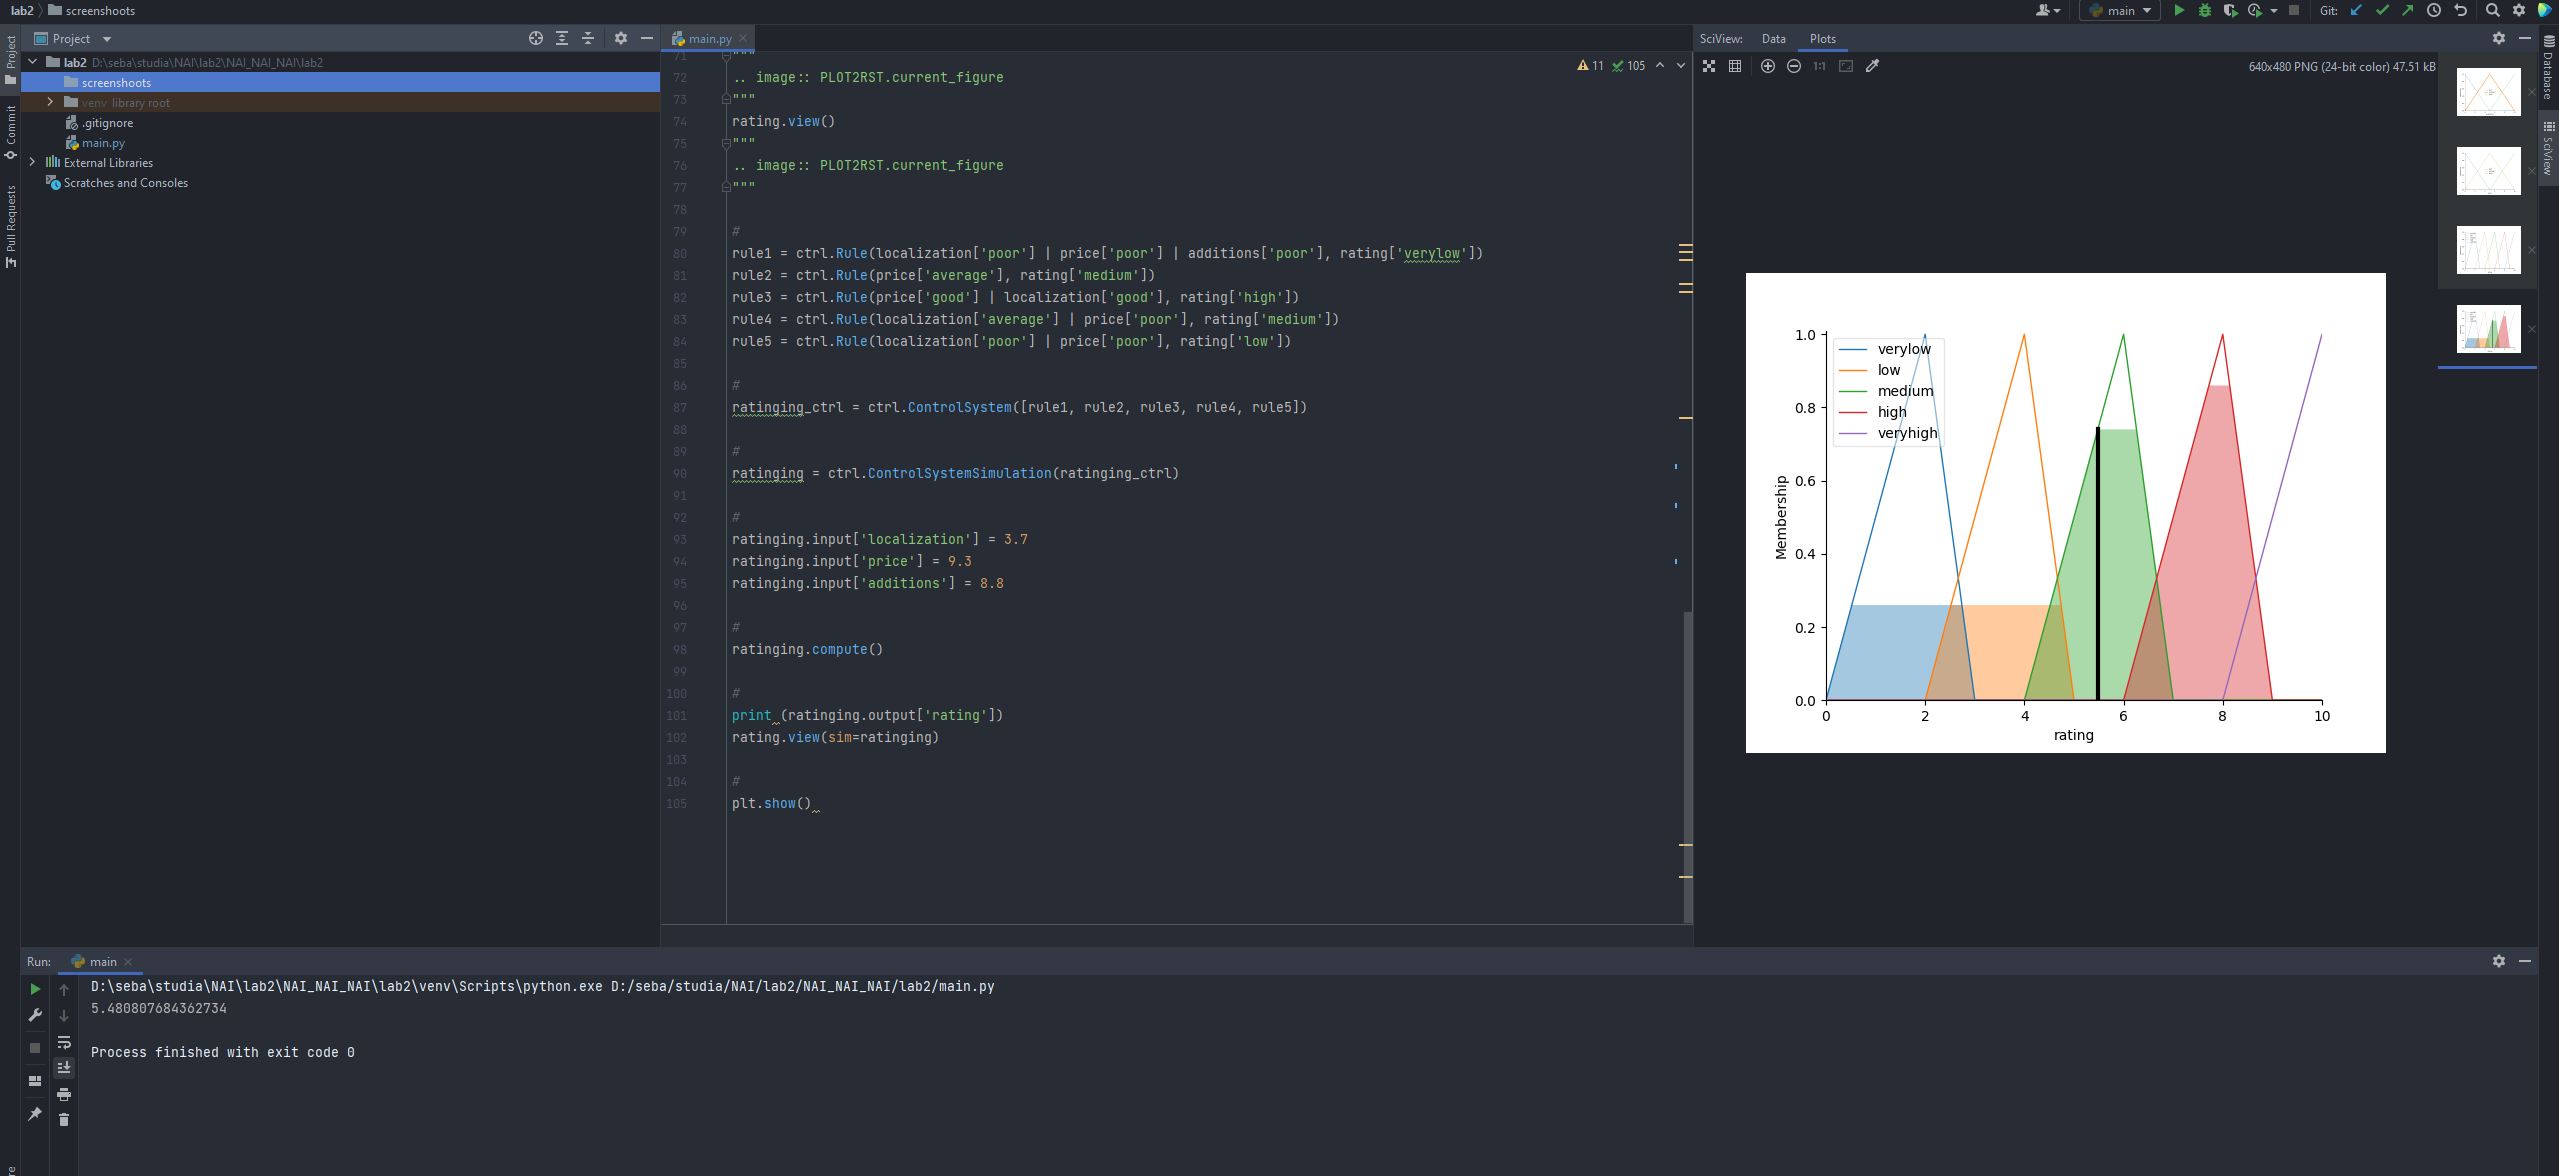 lab2 screenshoots
main
Git:
Project
lab2 D:\seba\studia\NAI\lab2\NAI_NAI_NAI\lab2
screenshoots
venv library root
.gitignore
main.py
External Libraries
Scratches and Consoles
Project
Commit
Pull Requests
main.py
11 105
71 """
72 .. image:: PLOT2RST.current_figure
73 """
74 rating.view()
75 """
76 .. image:: PLOT2RST.current_figure
77 """
78
79 #
80 rule1 = ctrl.Rule(localization['poor'] | price['poor'] | additions['poor'], rating['verylow'])
81 rule2 = ctrl.Rule(price['average'], rating['medium'])
82 rule3 = ctrl.Rule(price['good'] | localization['good'], rating['high'])
83 rule4 = ctrl.Rule(localization['average'] | price['poor'], rating['medium'])
84 rule5 = ctrl.Rule(localization['poor'] | price['poor'], rating['low'])
85
86 #
87 ratinging_ctrl = ctrl.ControlSystem([rule1, rule2, rule3, rule4, rule5])
88
89 #
90 ratinging = ctrl.ControlSystemSimulation(ratinging_ctrl)
91
92 #
93 ratinging.input['localization'] = 3.7
94 ratinging.input['price'] = 9.3
95 ratinging.input['additions'] = 8.8
96
97 #
98 ratinging.compute()
99
100 #
101 print (ratinging.output['rating'])
102 rating.view(sim=ratinging)
103
104 #
105 plt.show()
SciView: Data Plots
1:1
640x480 PNG (24-bit color) 47.51 kB
verylow
low
medium
high
veryhigh
1.0
0.8
0.6
0.4
0.2
0.0
Membership
0 2 4 6 8 10
rating
Database
SciView
Run: main
D:\seba\studia\NAI\lab2\NAI_NAI_NAI\lab2\venv\Scripts\python.exe D:/seba/studia/NAI/lab2/NAI_NAI_NAI/lab2/main.py
5.480807684362734
Process finished with exit code 0